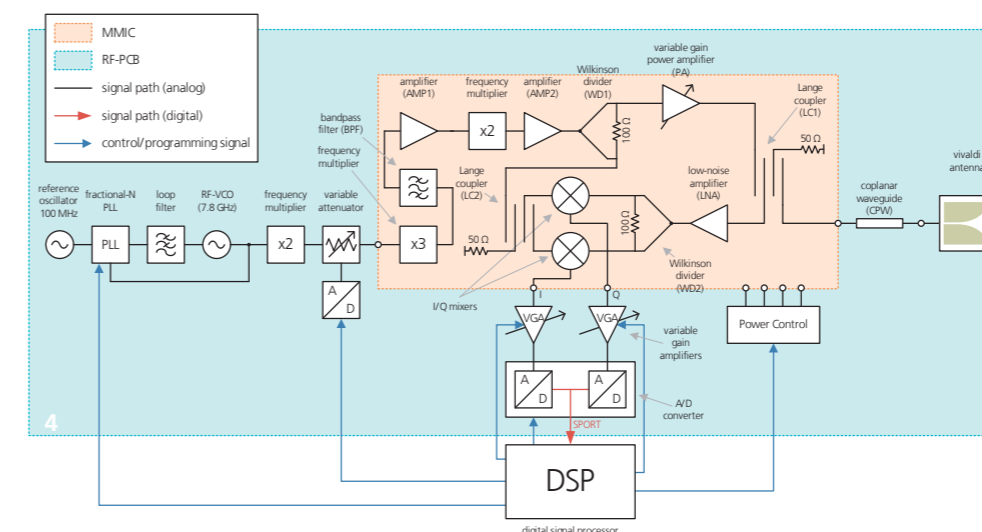 MMIC
RF-PCB
signal path (analog)
signal path (digital)
control/programming signal
variable gain
power amplifier
(PA)
Wilkinson
divider
(WD1)
amplifier
(AMP1)
frequency
multiplier
amplifier
(AMP2)
Lange
coupler
(LC1)
bandpass
filter (BPF)
frequency
multiplier
x2
100 Ω
50 Ω
Lange
coupler
(LC2)
low-noise
amplifier
(LNA)
coplanar
waveguide
(CPW)
vivaldi
antenna
reference
oscillator
100 MHz
fractional-N
PLL
loop
filter
RF-VCO
(7.8 GHz)
frequency
multiplier
variable
attenuator
PLL
x2
x3
50 Ω
100 Ω
Wilkinson
divider
(WD2)
A
D
I/Q mixers
I
Q
VGA
VGA
variable
gain
amplifiers
Power Control
A
D
A
D
A/D
converter
4
SPORT
DSP
digital signal processor